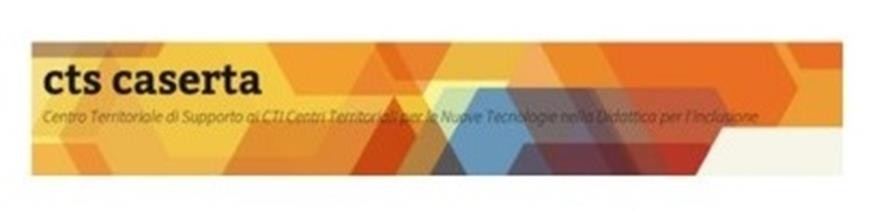 cts caserta
Centro Territoriale di Supporto ai CTI Centri Territoriali per le Nuove Tecnologie nella Didattica per l'Inclusione